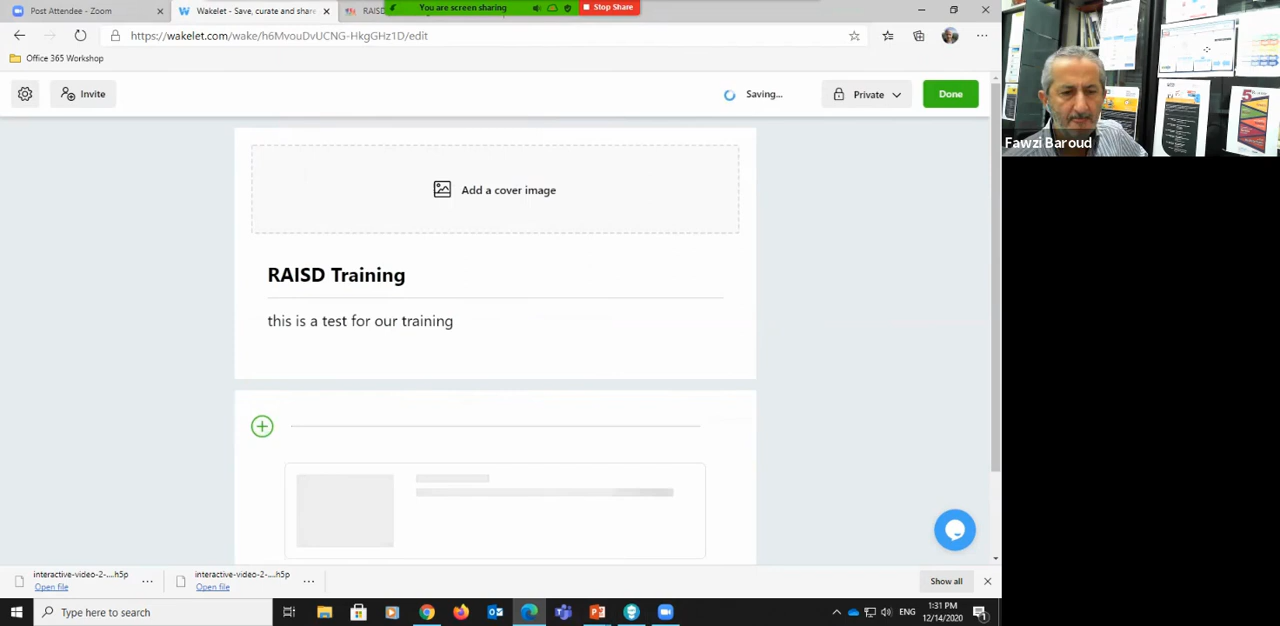 Post Attendee - Zoom
Wakelet - Save, curate and share
RAISD
You are screen sharing
Stop Share
https://wakelet.com/wake/h6MvouDvUCNG-HkgGHz1D/edit
Office 365 Workshop
Invite
Saving...
Private
Done
Add a cover image
RAISD Training
this is a test for our training
Fawzi Baroud
interactive-video-2-....h5p
Open file
interactive-video-2-....h5p
Open file
Show all
Type here to search
ENG
1:31 PM
12/14/2020